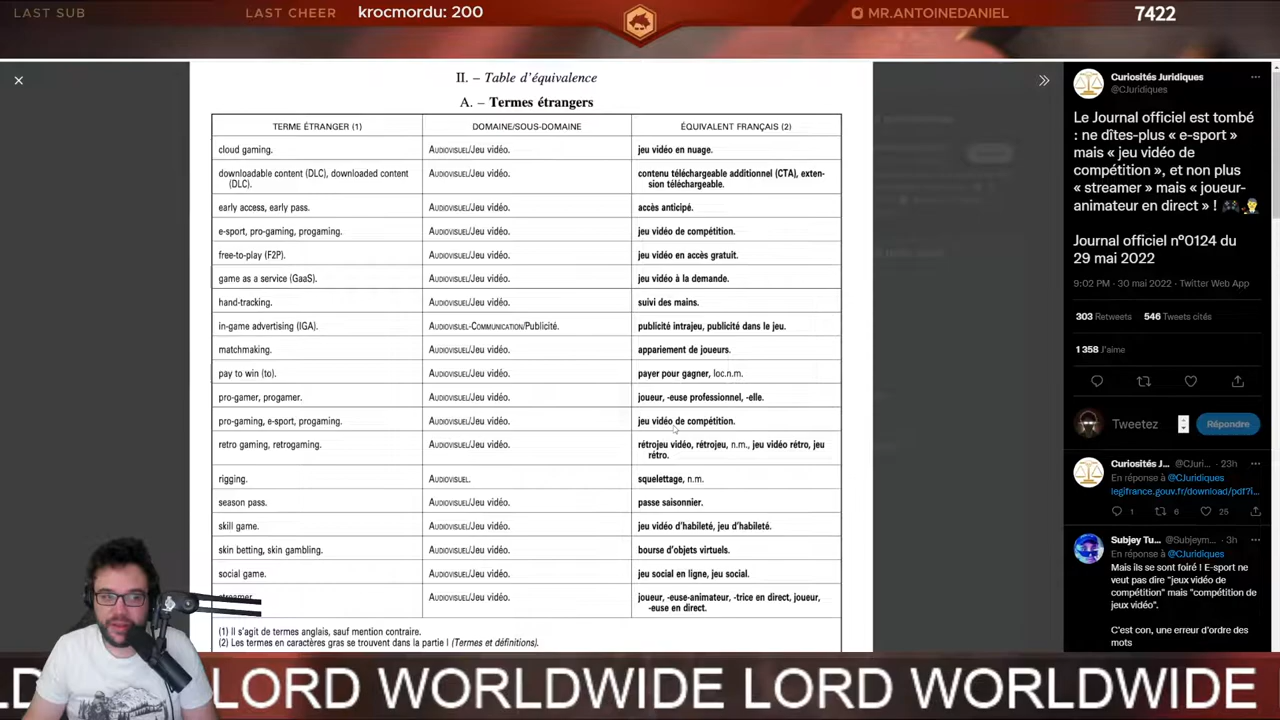 LAST SUB
LAST CHEER krocmordu: 200
MR.ANTOINEDANIEL
7422
II. – Table d'équivalence
A. – Termes étrangers
TERME ÉTRANGER (1) DOMAINE/SOUS-DOMAINE ÉQUIVALENT FRANÇAIS (2)
cloud gaming. AUDIOVISUEL/Jeu vidéo. jeu vidéo en nuage.
downloadable content (DLC), downloaded content AUDIOVISUEL/Jeu vidéo. contenu téléchargeable additionnel (CTA), exten-
(DLC). sion téléchargeable.
early access, early pass. AUDIOVISUEL/Jeu vidéo. accès anticipé.
e-sport, pro-gaming, progaming. AUDIOVISUEL/Jeu vidéo. jeu vidéo de compétition.
free-to-play (F2P). AUDIOVISUEL/Jeu vidéo. jeu vidéo en accès gratuit.
game as a service (GaaS). AUDIOVISUEL/Jeu vidéo. jeu vidéo à la demande.
hand-tracking. AUDIOVISUEL/Jeu vidéo. suivi des mains.
in-game advertising (IGA). AUDIOVISUEL-COMMUNICATION/Publicité. publicité intrajeu, publicité dans le jeu.
matchmaking. AUDIOVISUEL/Jeu vidéo. appariement de joueurs.
pay to win (to). AUDIOVISUEL/Jeu vidéo. payer pour gagner, loc.n.m.
pro-gamer, progamer. AUDIOVISUEL/Jeu vidéo. joueur, -euse professionnel, -elle.
pro-gaming, e-sport, progaming. AUDIOVISUEL/Jeu vidéo. jeu vidéo de compétition.
retro gaming, retrogaming. AUDIOVISUEL/Jeu vidéo. rétrojeu vidéo, rétrojeu, n.m., jeu vidéo rétro, jeu
rétro.
rigging. AUDIOVISUEL. squelettage, n.m.
season pass. AUDIOVISUEL/Jeu vidéo. passe saisonnier.
skill game. AUDIOVISUEL/Jeu vidéo. jeu vidéo d'habileté, jeu d'habileté.
skin betting, skin gambling. AUDIOVISUEL/Jeu vidéo. bourse d'objets virtuels.
social game. AUDIOVISUEL/Jeu vidéo. jeu social en ligne, jeu social.
streamer. AUDIOVISUEL/Jeu vidéo. joueur, -euse-animateur, -trice en direct, joueur,
-euse en direct.
(1) Il s'agit de termes anglais, sauf mention contraire.
(2) Les termes en caractères gras se trouvent dans la partie I (Termes et définitions).
Curiosités Juridiques
@CJuridiques
Le Journal officiel est tombé
: ne dîtes-plus « e-sport »
mais « jeu vidéo de
compétition », et non plus
« streamer » mais « joueur-
animateur en direct » ! 🎮👨‍⚖️
Journal officiel n°0124 du
29 mai 2022
9:02 PM · 30 mai 2022 · Twitter Web App
303 Retweets 546 Tweets cités
1 358 J'aime
Tweetez
Répondre
Curiosités J... @CJuri... · 23h
En réponse à @CJuridiques
legifrance.gouv.fr/download/pdf?i...
1 6 25
Subjey Tu... @Subjeym... · 3h
En réponse à @CJuridiques
Mais ils se sont foiré ! E-sport ne
veut pas dire "jeux vidéo de
compétition" mais "compétition de
jeux vidéo".
C'est con, une erreur d'ordre des
mots
LORD WORLDWIDE LORD WORLDWIDE